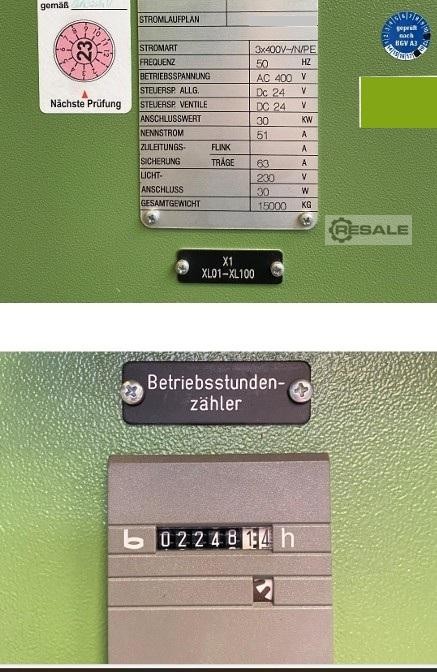 gemäß
23
Nächste Prüfung
STROMLAUFPLAN
STROMART 3x400V~/N/PE
FREQUENZ 50 HZ
BETRIEBSSPANNUNG AC 400 V
STEUERSP. ALLG. Dc 24 V
STEUERSP. VENTILE DC 24 V
ANSCHLUSSWERT 30 KW
NENNSTROM 51 A
ZULEITUNGS- FLINK A
SICHERUNG TRÄGE 63 A
LICHT- 230 V
ANSCHLUSS 30 W
GESAMTGEWICHT 15000 KG
geprüft
nach
BGV A3
RESALE
X1
XL01-XL100
Betriebsstunden-
zähler
0224814 h